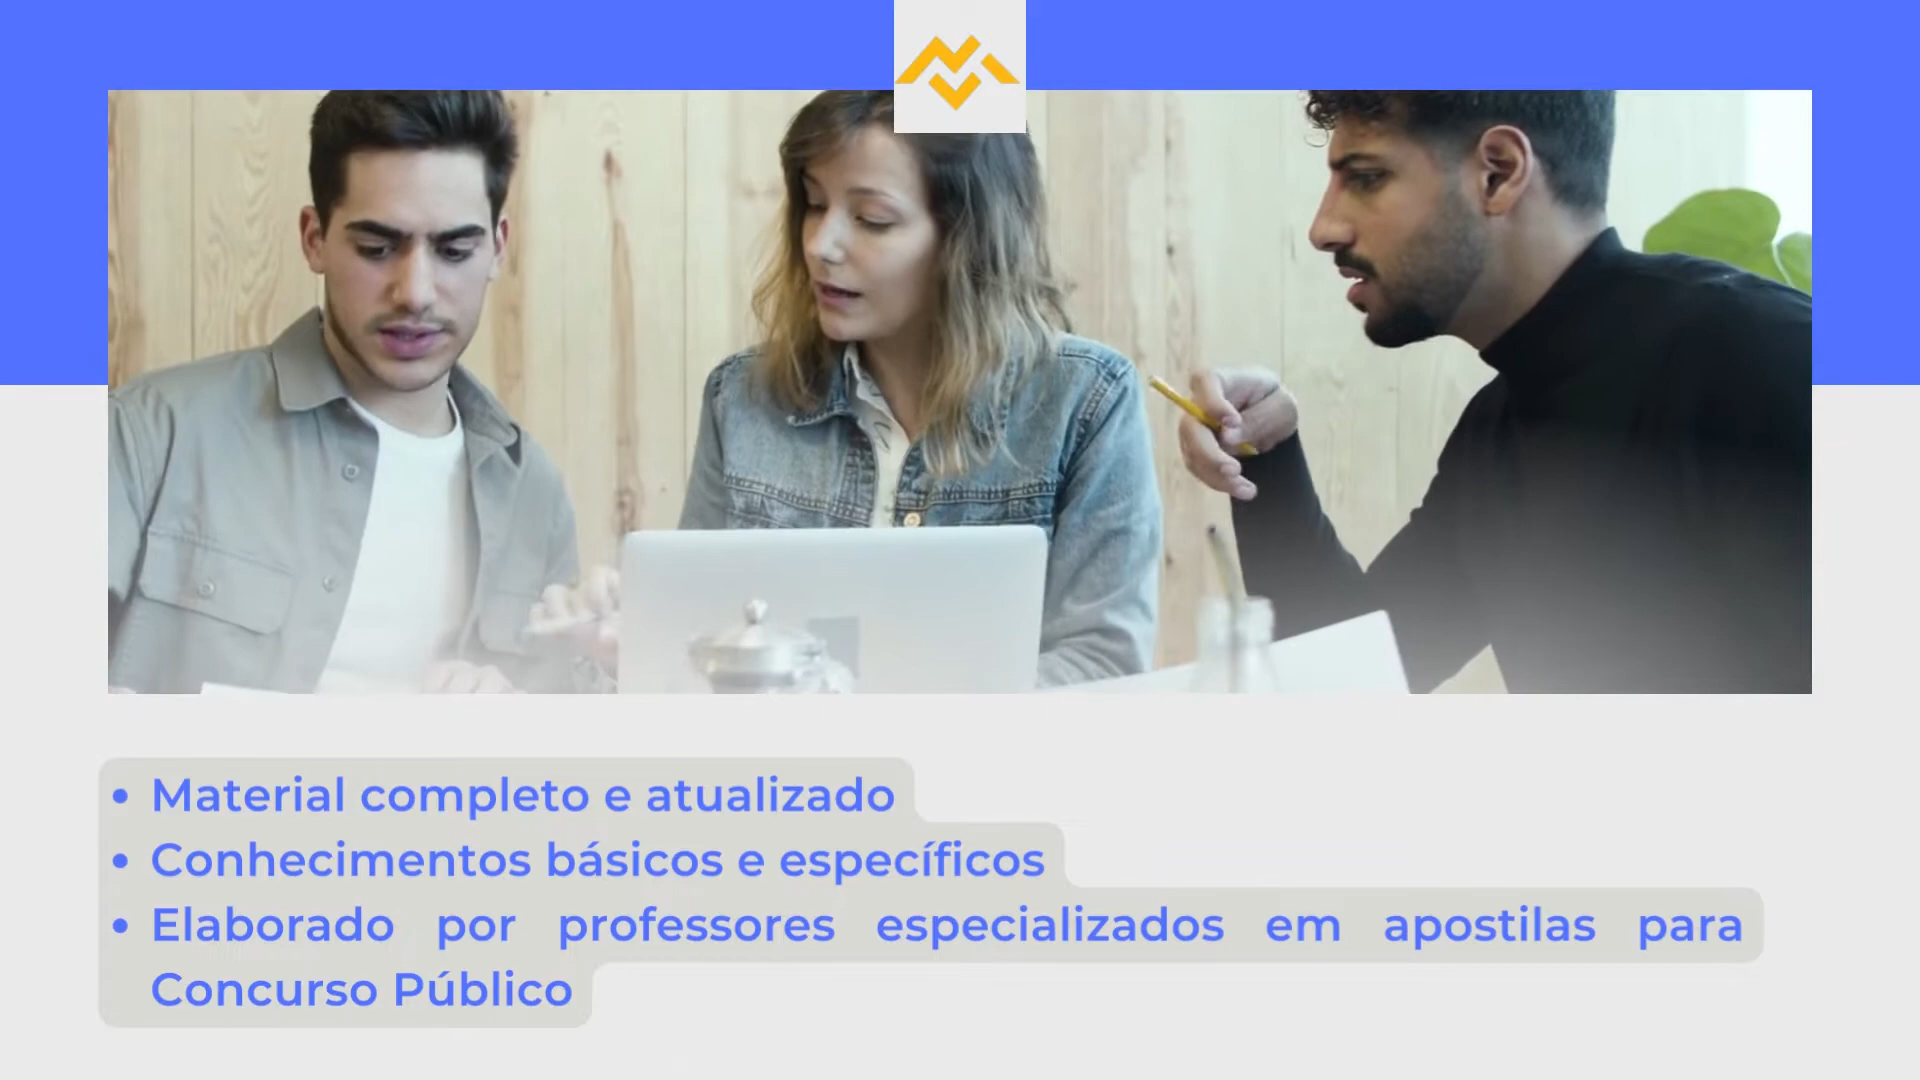 • Material completo e atualizado
• Conhecimentos básicos e específicos
• Elaborado por professores especializados em apostilas para
Concurso Público